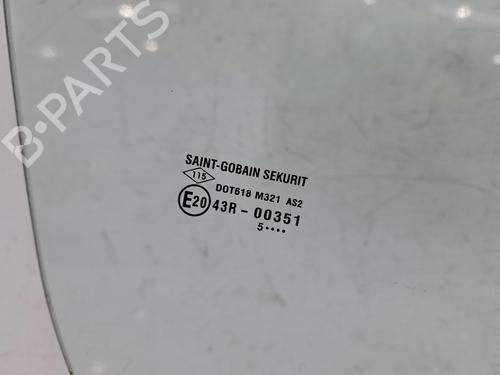 B-PARTS
SAINT-GOBAIN SEKURIT
115
DOT618 M321 AS2
E20 43R - 00351
5••••